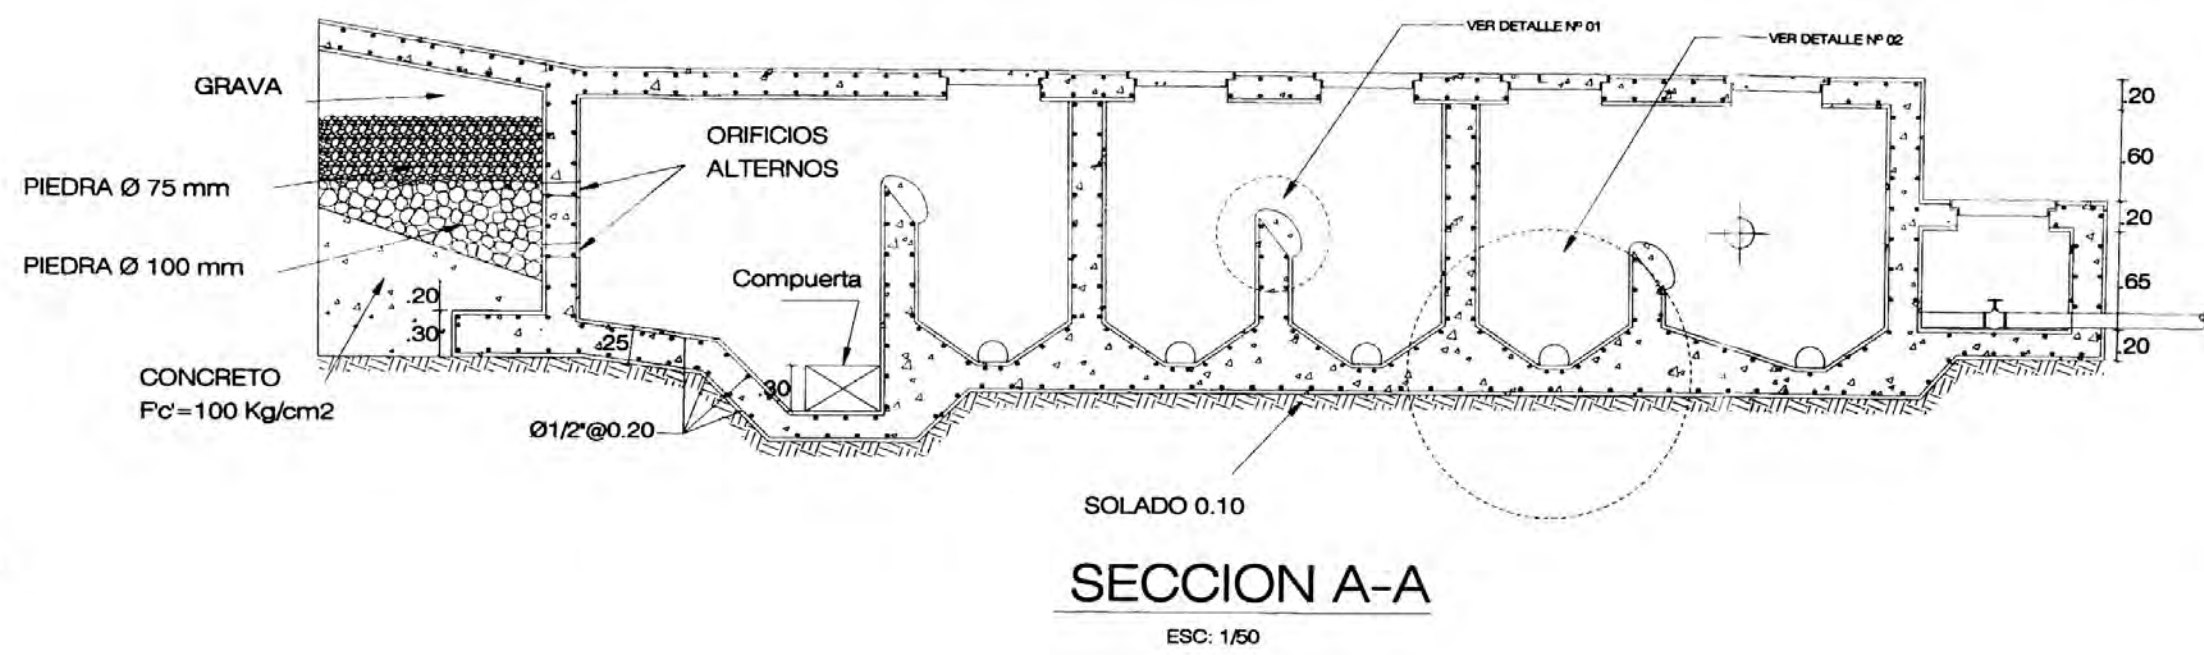 VER DETALLE Nº 01
VER DETALLE Nº 02
GRAVA
ORIFICIOS
ALTERNOS
PIEDRA Ø 75 mm
PIEDRA Ø 100 mm
Compuerta
.20
.30
.25
.30
CONCRETO
F'c'=100 Kg/cm2
Ø1/2"@0.20
SOLADO 0.10
.20
.60
.20
.65
.20
SECCION A-A
ESC: 1/50